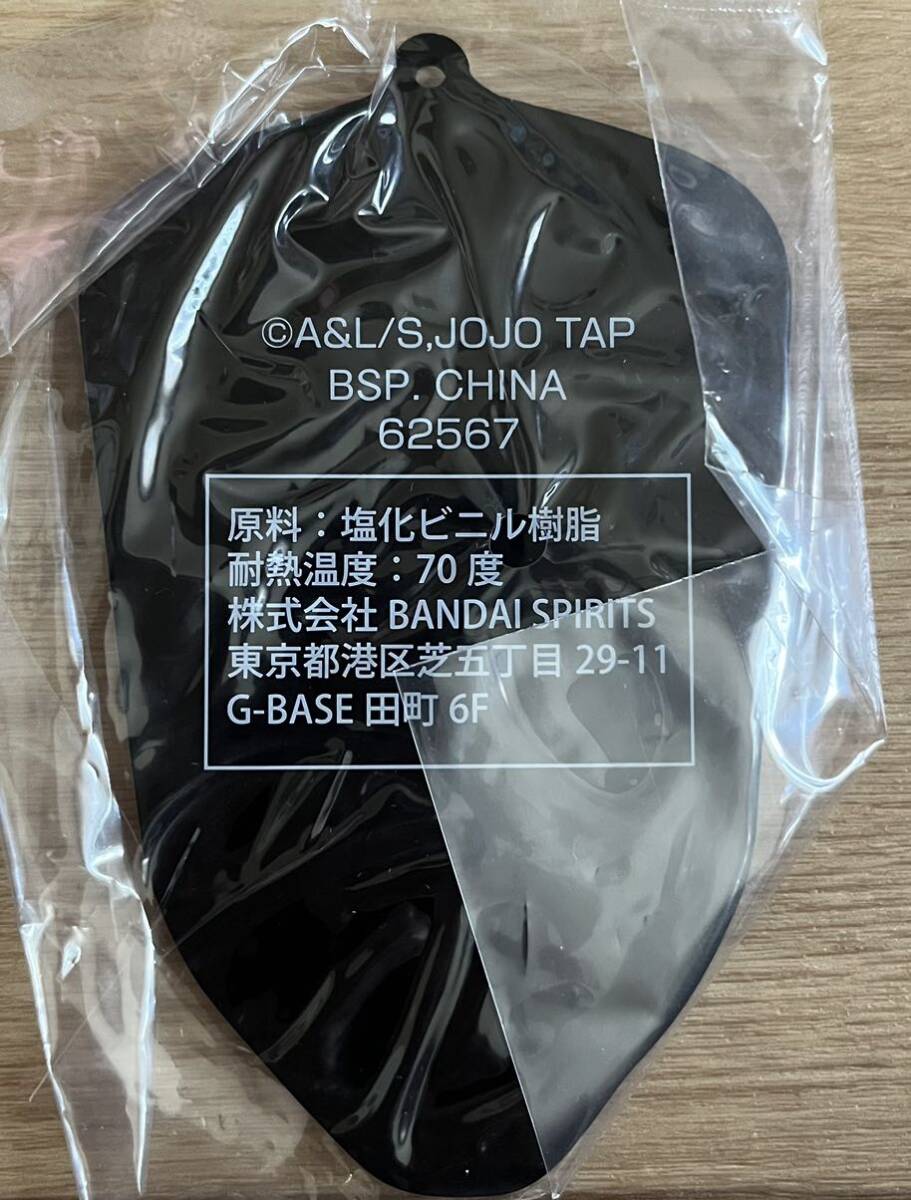 ©A&L/S,JOJO TAP
BSP. CHINA
62567
原料：塩化ビニル樹脂
耐熱温度：70 度
株式会社 BANDAI SPIRITS
東京都港区芝五丁目 29-11
G-BASE 田町 6F